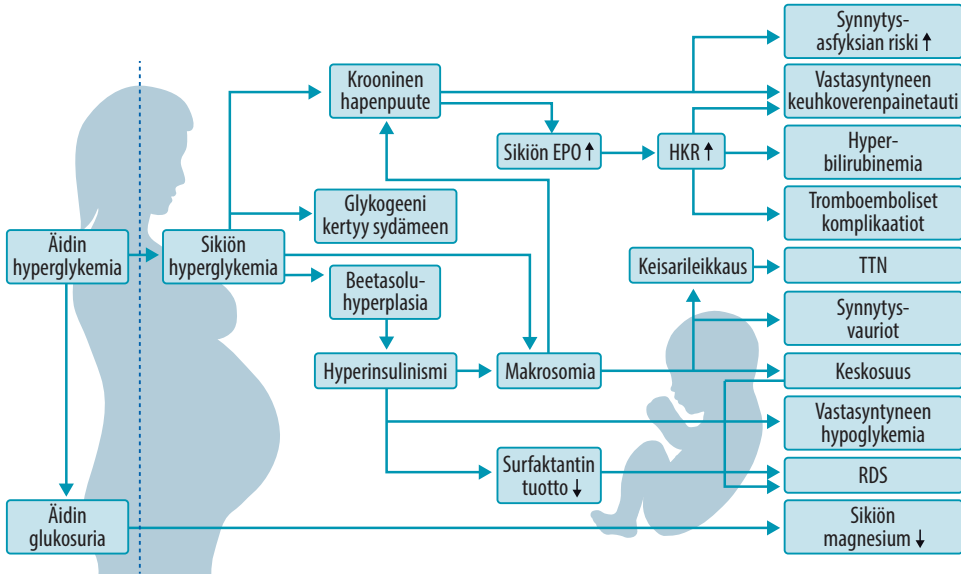 Synnytys-
asfyksian riski ↑
Krooninen
hapenpuute
Vastasyntyneen
keuhkoverenpainetauti
Sikiön EPO ↑
HKR ↑
Hyper-
bilirubinemia
Glykogeeni
kertyy sydämeen
Tromboemboliset
komplikaatiot
Äidin
hyperglykemia
Sikiön
hyperglykemia
Keisarileikkaus
TTN
Beetasolu-
hyperplasia
Synnytys-
vauriot
Hyperinsulinismi
Makrosomia
Keskosuus
Vastasyntyneen
hypoglykemia
Surfaktantin
tuotto ↓
RDS
Äidin
glukosuria
Sikiön
magnesium ↓